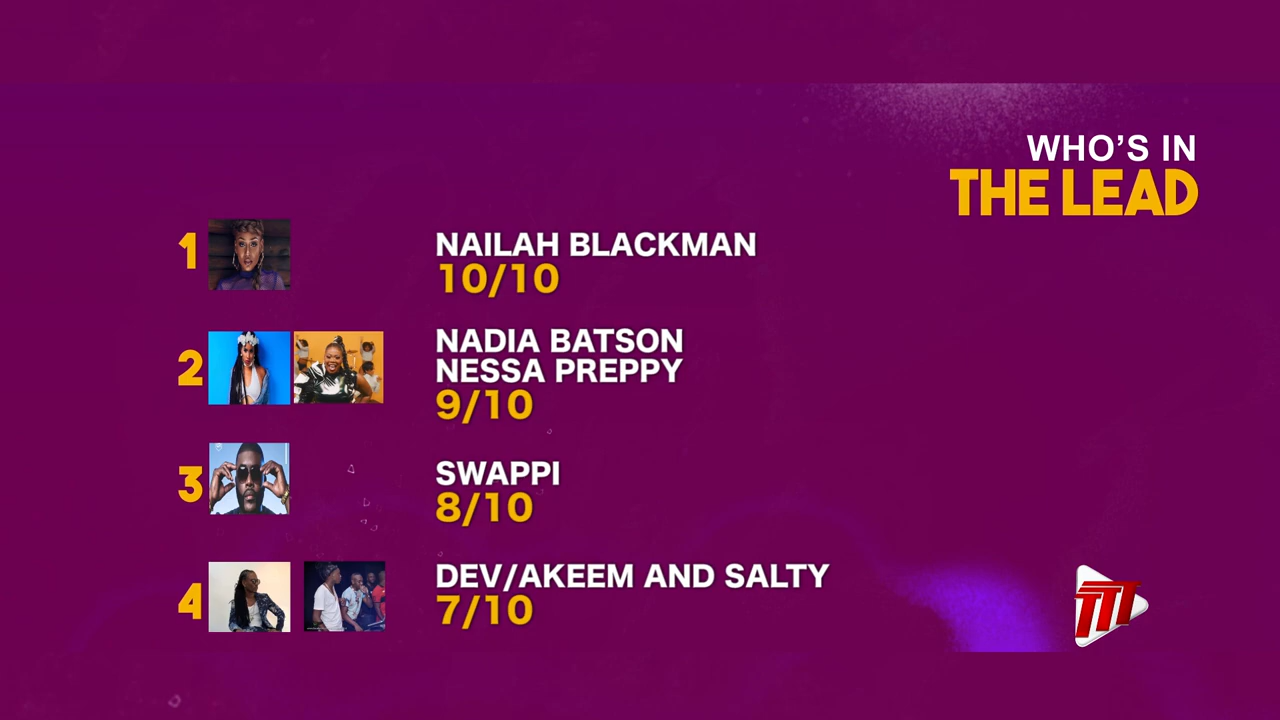 WHO'S IN
THE LEAD
1
NAILAH BLACKMAN
10/10
2
NADIA BATSON
NESSA PREPPY
9/10
3
SWAPPI
8/10
4
DEV/AKEEM AND SALTY
7/10
TTT